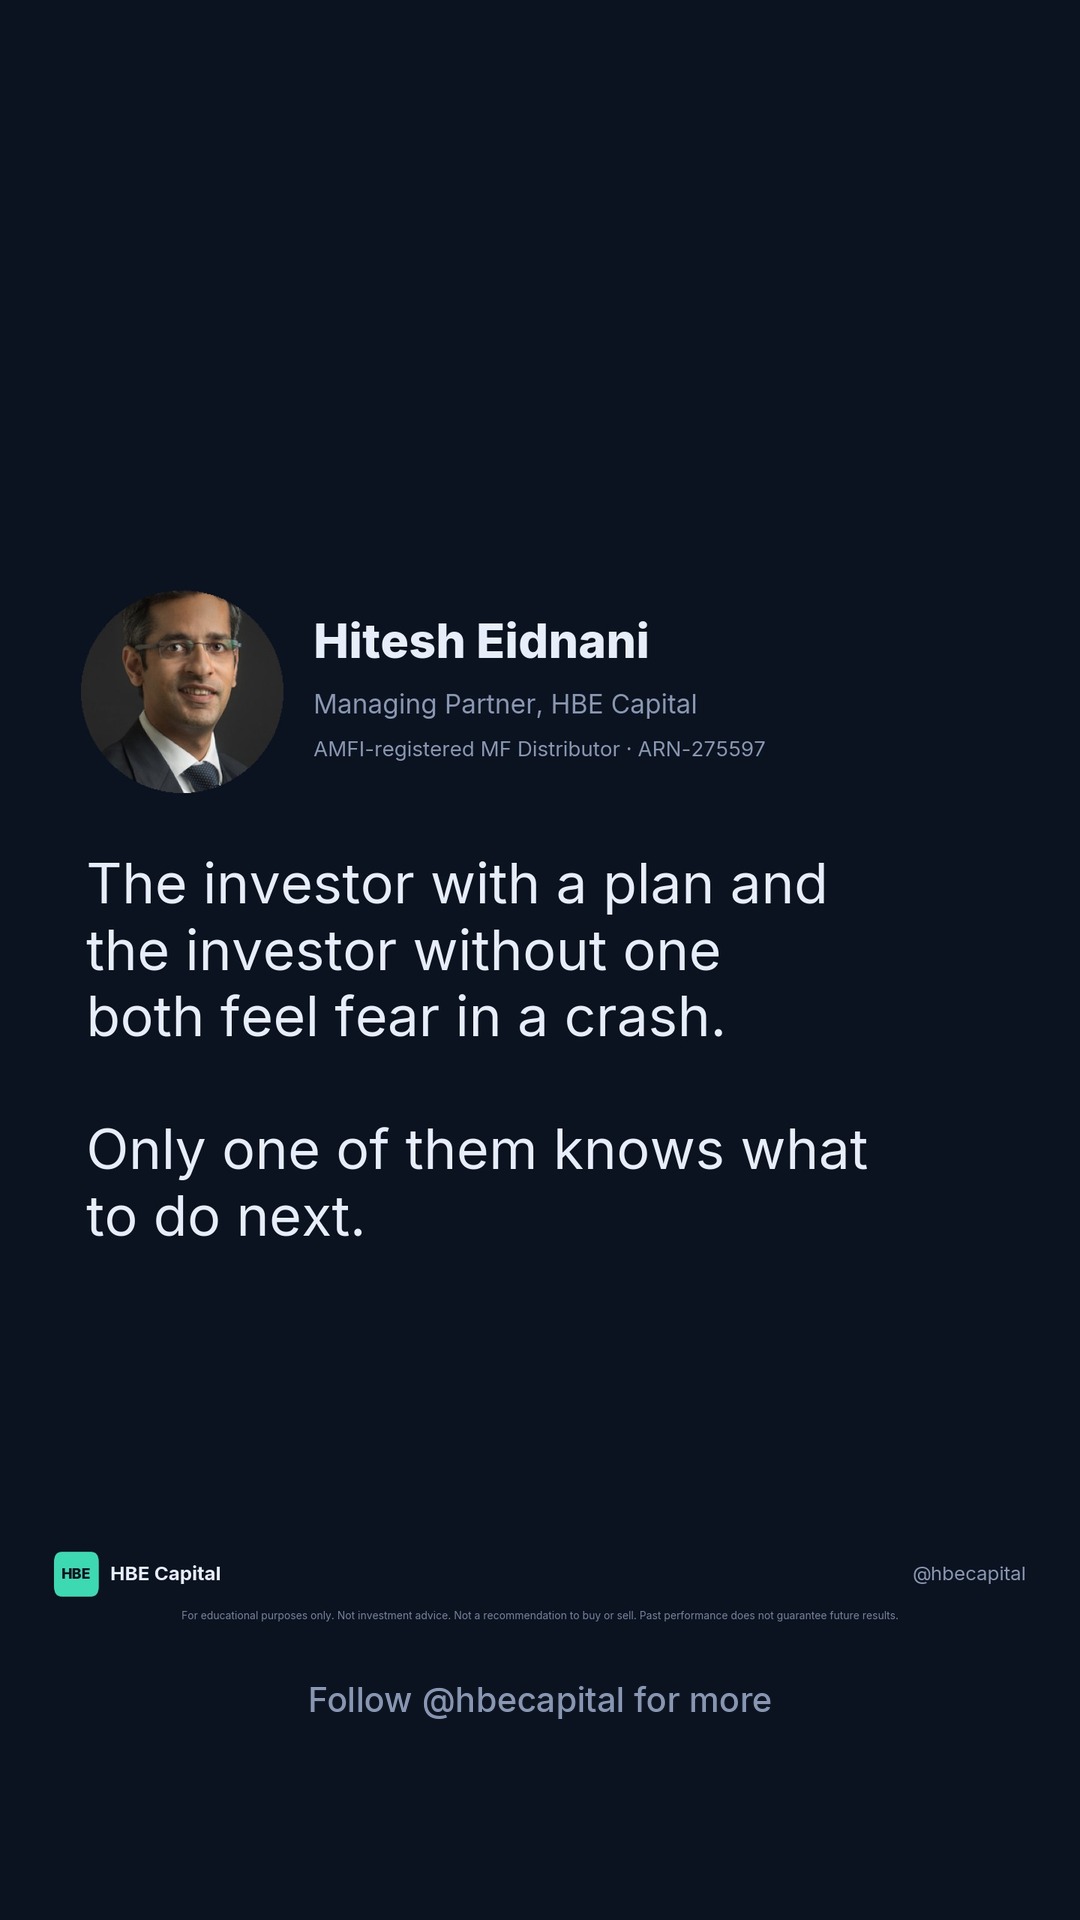 Hitesh Eidnani
Managing Partner, HBE Capital
AMFI-registered MF Distributor · ARN-275597
The investor with a plan and
the investor without one
both feel fear in a crash.
Only one of them knows what
to do next.
HBE HBE Capital @hbecapital
For educational purposes only. Not investment advice. Not a recommendation to buy or sell. Past performance does not guarantee future results.
Follow @hbecapital for more